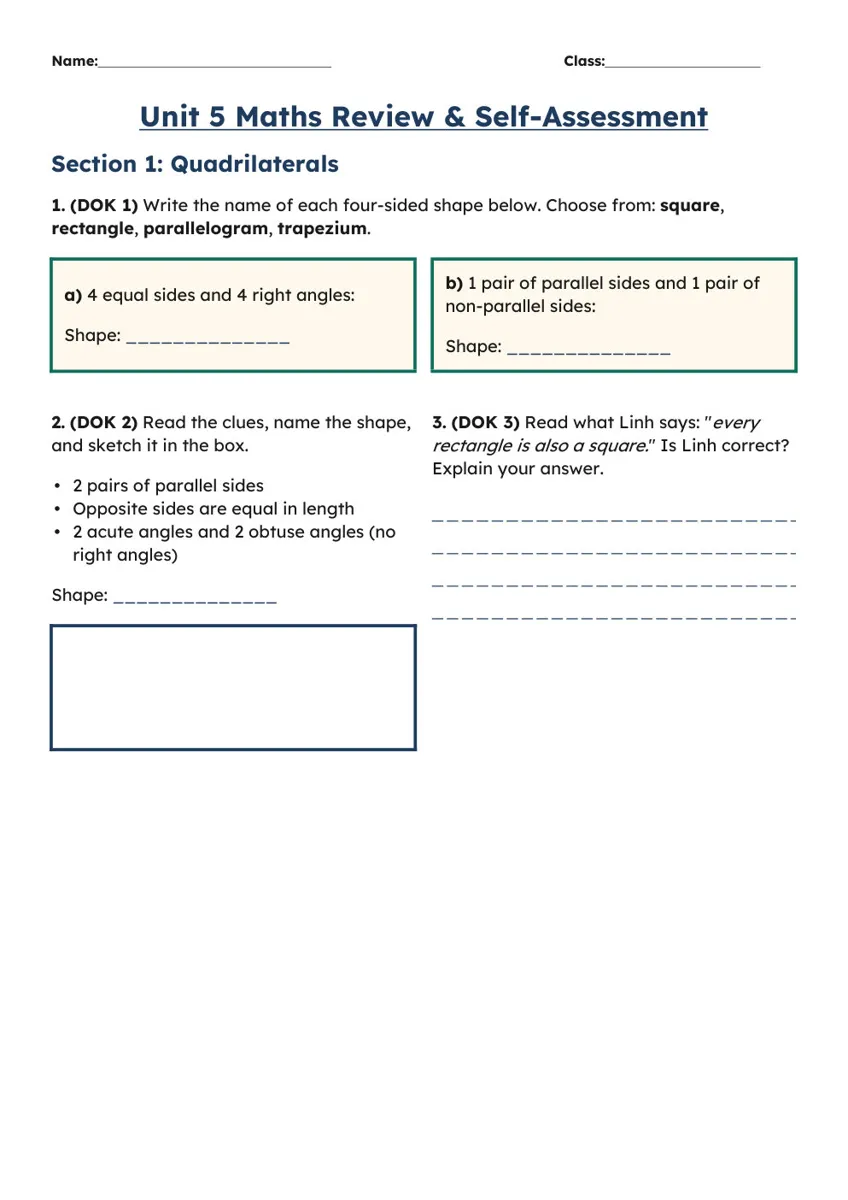 Name:____________________________ Class:____________________
Unit 5 Maths Review & Self-Assessment
Section 1: Quadrilaterals
1. (DOK 1) Write the name of each four-sided shape below. Choose from: square,
rectangle, parallelogram, trapezium.
a) 4 equal sides and 4 right angles:
Shape: ______________
b) 1 pair of parallel sides and 1 pair of
non-parallel sides:
Shape: ______________
2. (DOK 2) Read the clues, name the shape,
and sketch it in the box.
• 2 pairs of parallel sides
• Opposite sides are equal in length
• 2 acute angles and 2 obtuse angles (no
right angles)
Shape: ______________
3. (DOK 3) Read what Linh says: "every
rectangle is also a square." Is Linh correct?
Explain your answer.